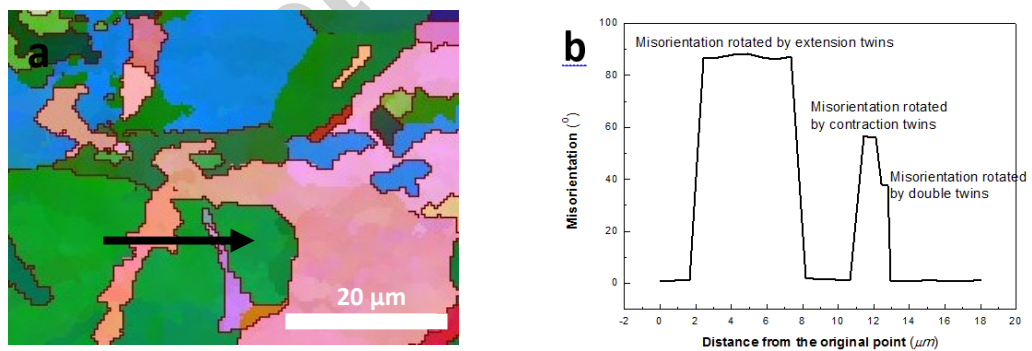 a
20 µm
b
Misorientation rotated by extension twins
Misorientation rotated
by contraction twins
Misorientation rotated
by double twins
Misorientation (⁰)
100
80
60
40
20
0
-2 0 2 4 6 8 10 12 14 16 18 20
Distance from the original point (µm)